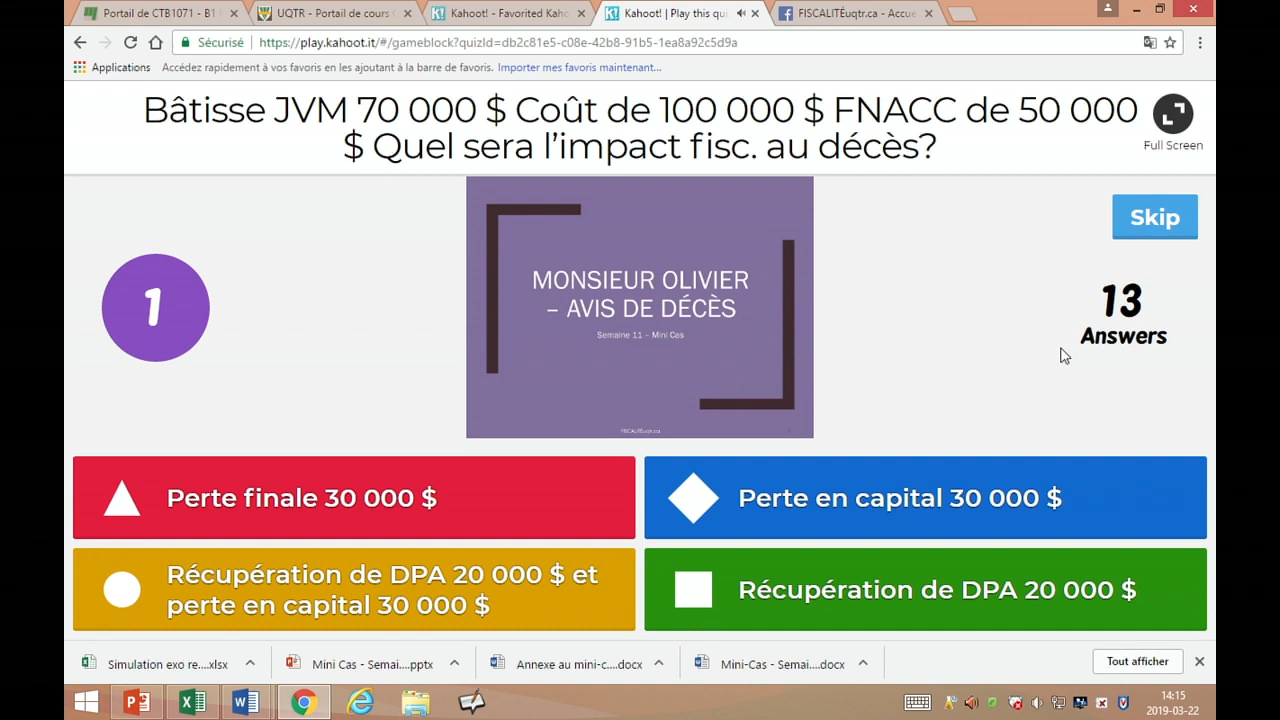 Portail de CTB1071 - B1
UQTR - Portail de cours
Kahoot! - Favorited Kaho
Kahoot! | Play this qu
FISCALITÉuqtr.ca - Accue
Sécurisé
https://play.kahoot.it/#/gameblock?quizId=db2c81e5-c08e-42b8-91b5-1ea8a92c5d9a
Applications
Accédez rapidement à vos favoris en les ajoutant à la barre de favoris. Importer mes favoris maintenant...
Bâtisse JVM 70 000 $ Coût de 100 000 $ FNACC de 50 000
$ Quel sera l'impact fisc. au décès?
Full Screen
Skip
1
MONSIEUR OLIVIER
– AVIS DE DÉCÈS
Semaine 11 – Mini Cas
FISCALITÉuqtr.ca
13
Answers
Perte finale 30 000 $
Perte en capital 30 000 $
Récupération de DPA 20 000 $ et
perte en capital 30 000 $
Récupération de DPA 20 000 $
Simulation exo re....xlsx
Mini Cas - Semai....pptx
Annexe au mini-c....docx
Mini-Cas - Semai....docx
Tout afficher
14:15
2019-03-22